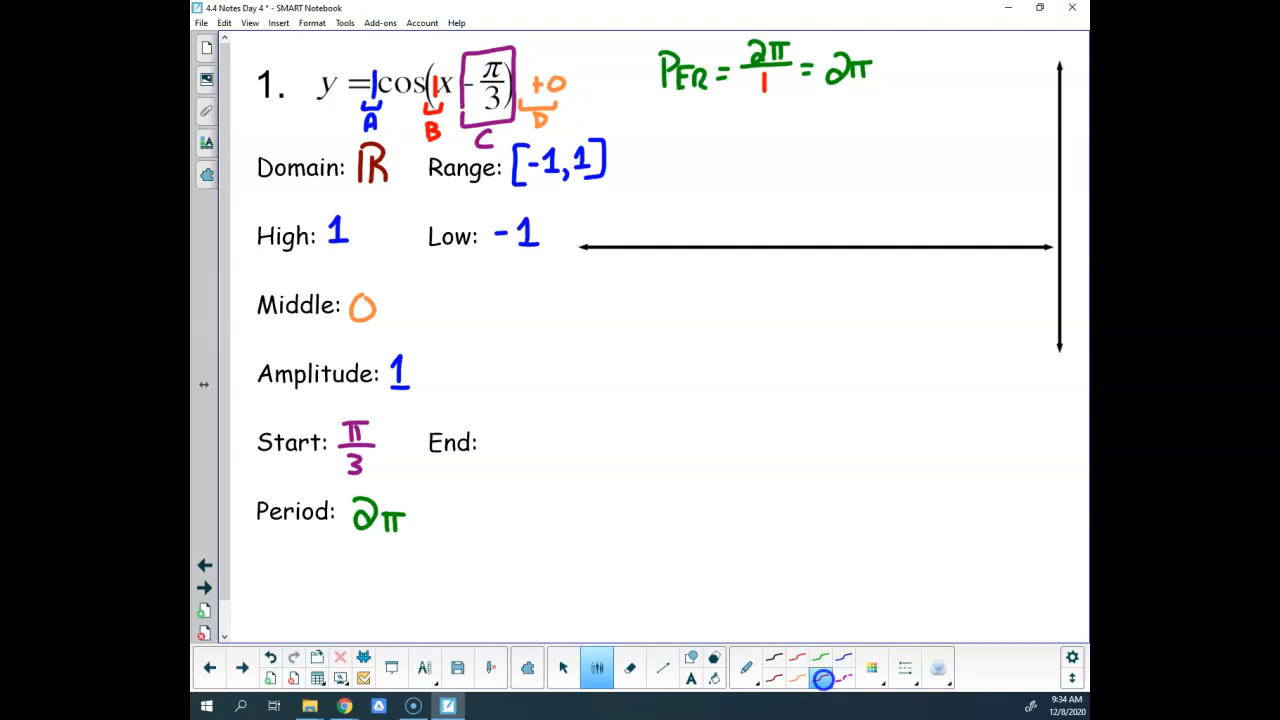 4.4 Notes Day 4 * - SMART Notebook
File Edit View Insert Format Tools Add-ons Account Help
1. y = 1cos(1x - π/3) +0
A B C D
PER = 2π/1 = 2π
Domain: ℝ Range: [-1,1]
High: 1 Low: -1
Middle: 0
Amplitude: 1
Start: π/3 End:
Period: 2π
9:34 AM
12/8/2020